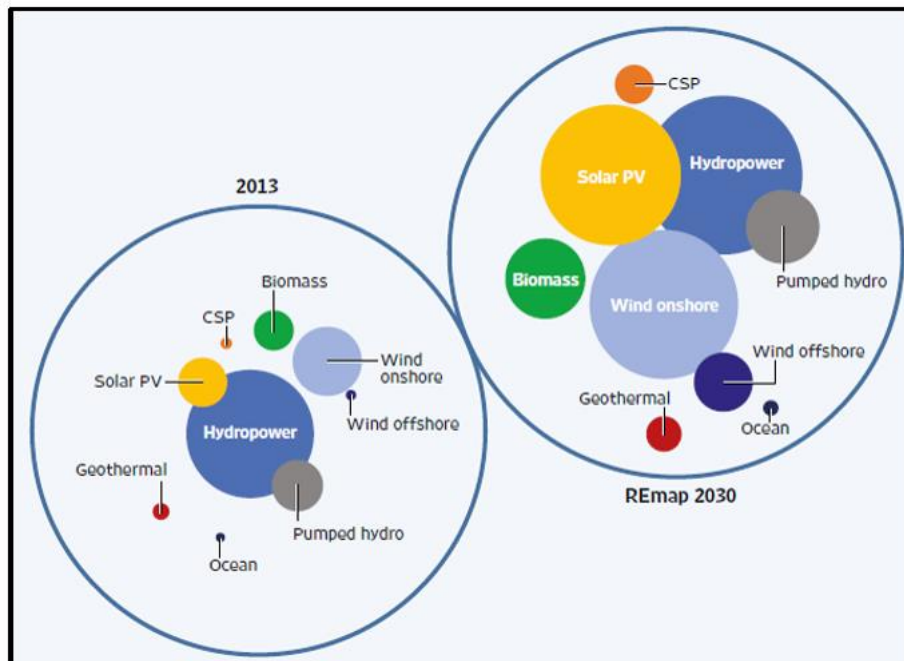 2013
Biomass
CSP
Solar PV
Wind
onshore
Wind offshore
Hydropower
Geothermal
Pumped hydro
Ocean
CSP
Hydropower
Solar PV
Biomass
Pumped hydro
Wind onshore
Wind offshore
Geothermal
Ocean
REmap 2030